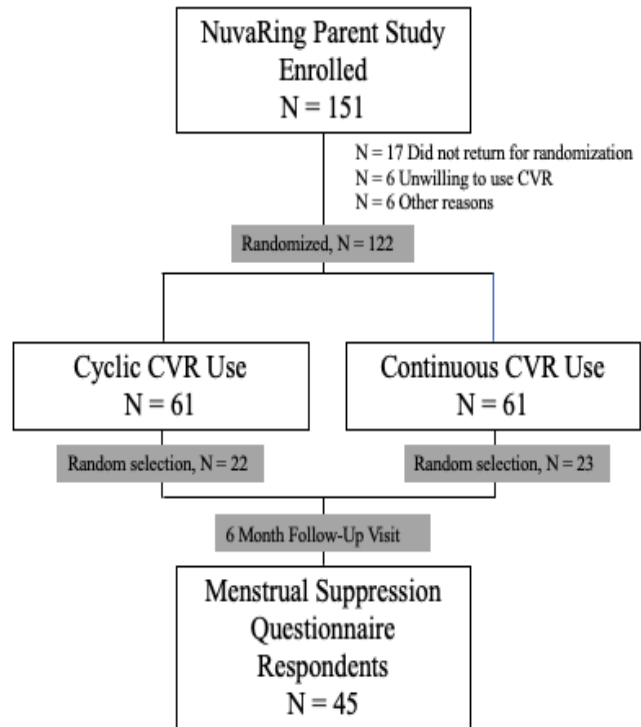 NuvaRing Parent Study
Enrolled
N = 151
N = 17 Did not return for randomization
N = 6 Unwilling to use CVR
N = 6 Other reasons
Randomized, N = 122
Cyclic CVR Use
N = 61
Continuous CVR Use
N = 61
Random selection, N = 22
Random selection, N = 23
6 Month Follow-Up Visit
Menstrual Suppression
Questionnaire
Respondents
N = 45